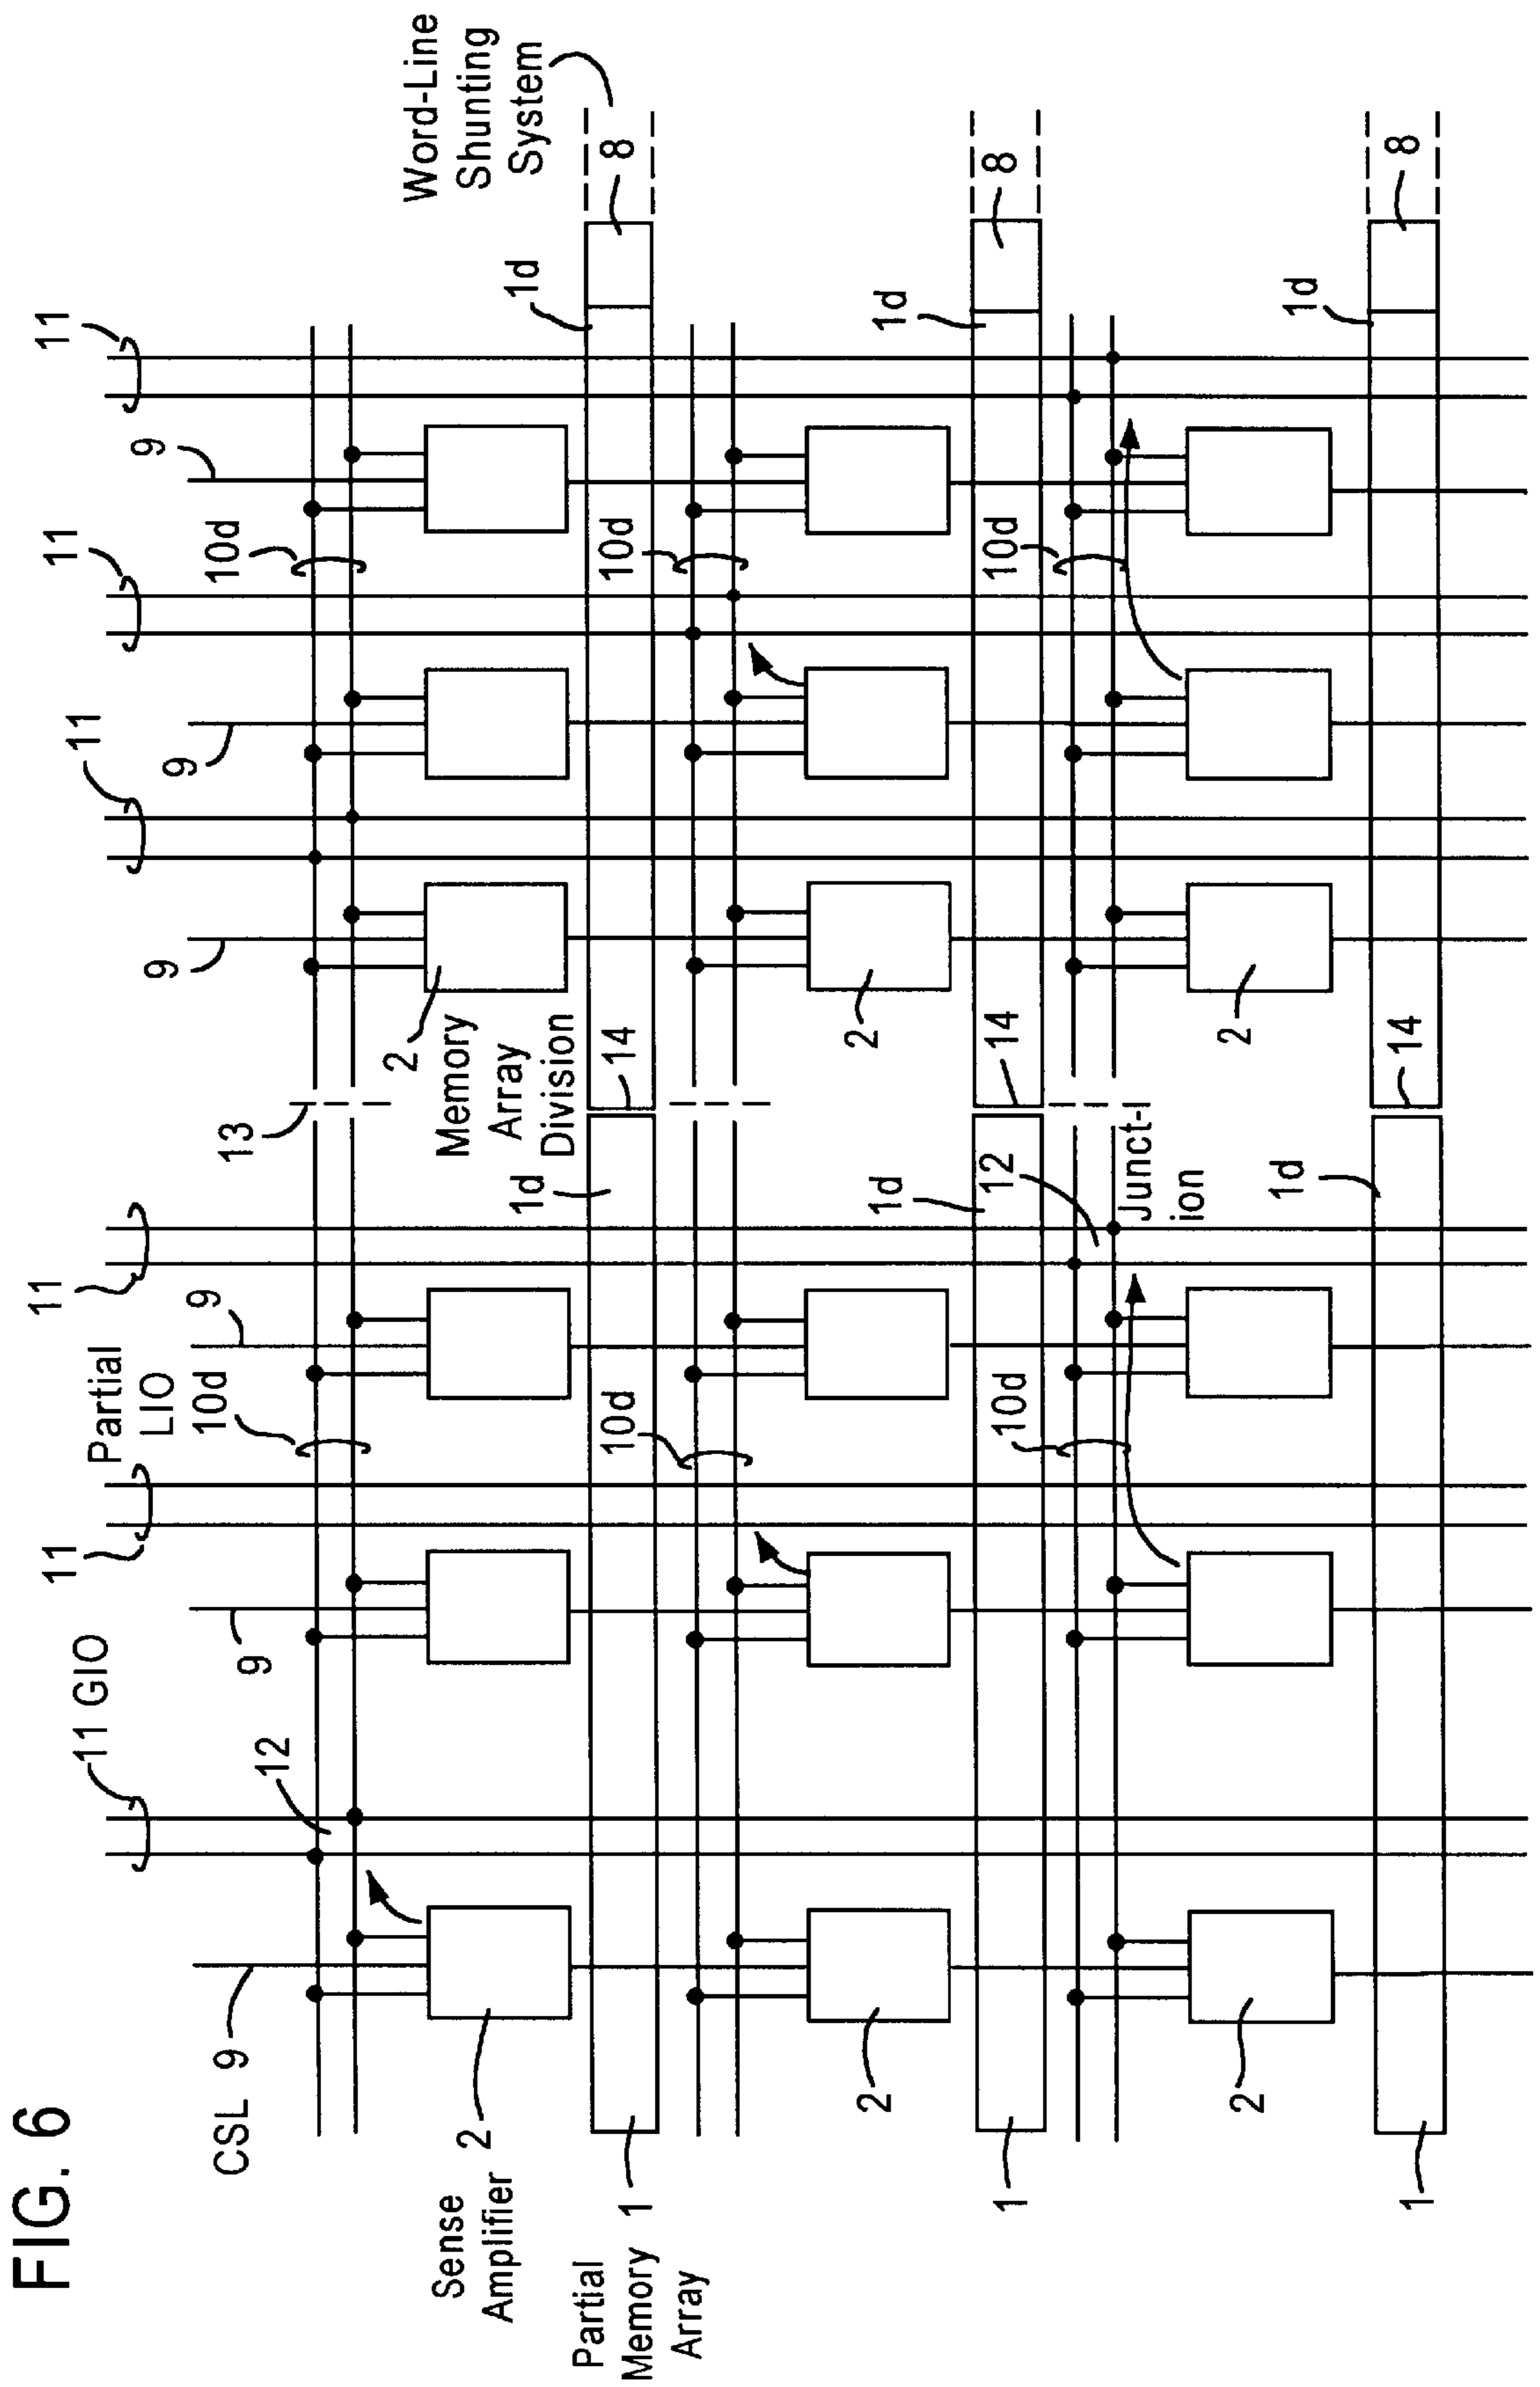 FIG. 6
11 GIO
11
Partial
LIO
11
11
11
11
CSL 9
12
9
10d
9
13
9
9
10d
9
Word-Line
Shunting
System
Sense
Amplifier
2
Memory
Array
Division
2
1d
14
1d
8
Partial
Memory
Array
1
2
10d
2
10d
1
1d
12
14
1d
8
2
10d
Junct-
ion
2
10d
1
1d
14
1d
8